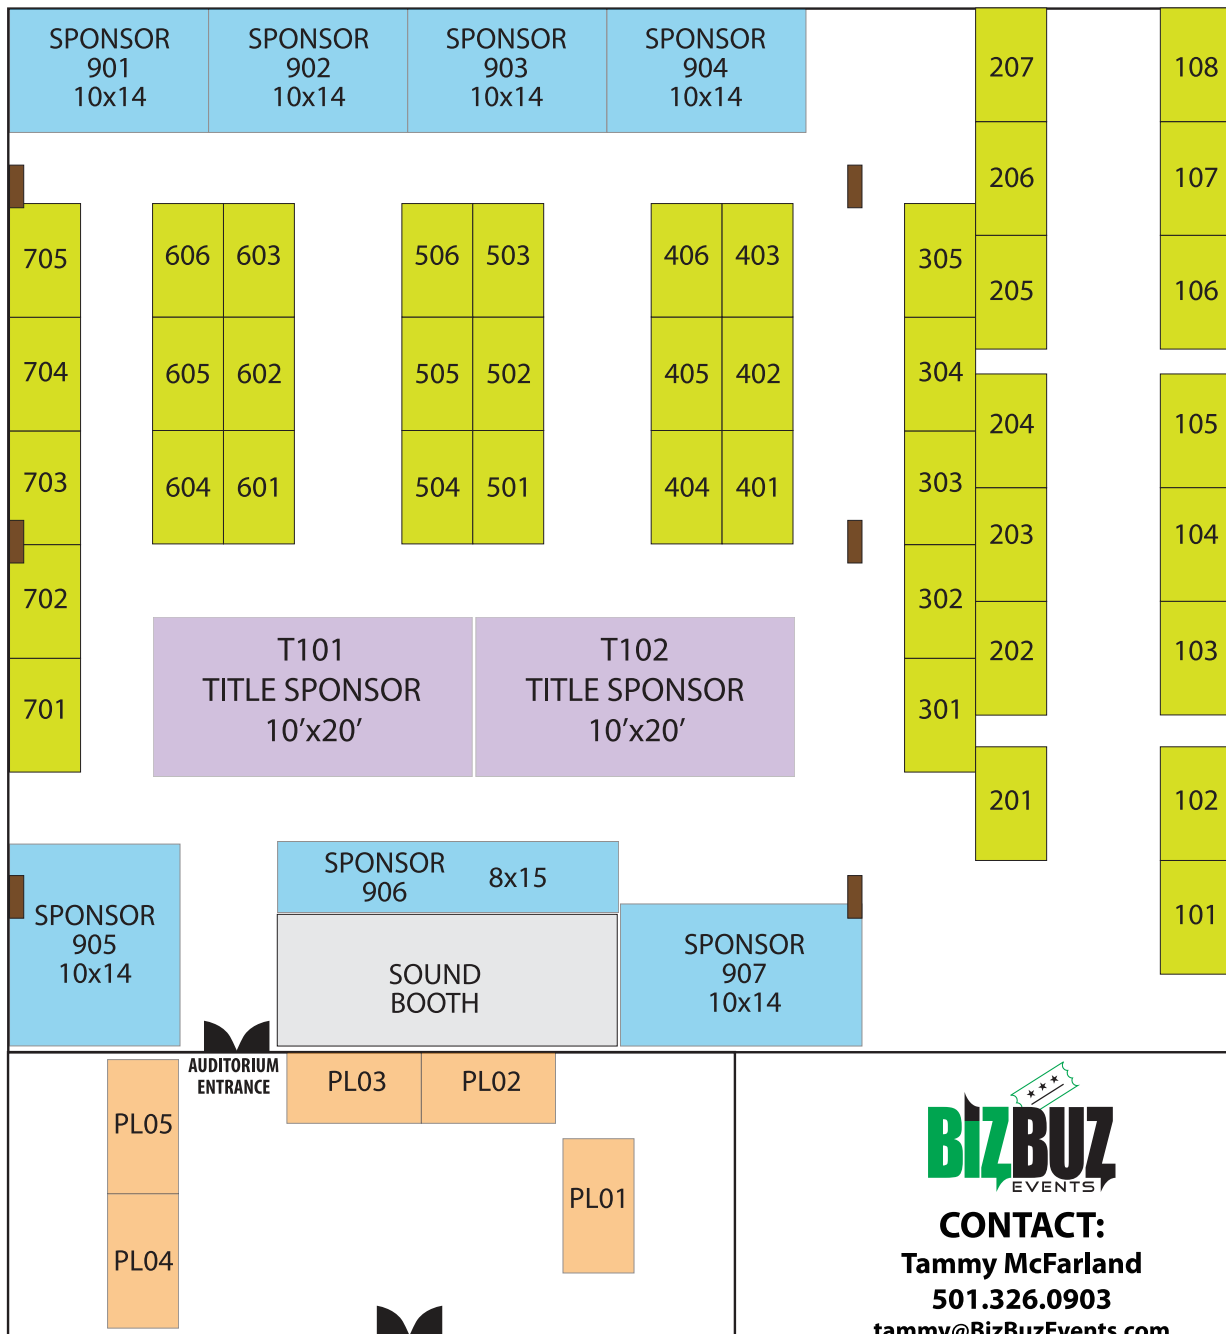 SPONSOR
901
10x14
SPONSOR
902
10x14
SPONSOR
903
10x14
SPONSOR
904
10x14
207
108
206
107
205
106
204
105
203
104
202
103
201
102
101
705
704
703
702
701
606 603
605 602
604 601
506 503
505 502
504 501
406 403
405 402
404 401
305
304
303
302
301
T101
TITLE SPONSOR
10’x20’
T102
TITLE SPONSOR
10’x20’
SPONSOR
905
10x14
SPONSOR
906
8x15
SOUND
BOOTH
SPONSOR
907
10x14
AUDITORIUM
ENTRANCE
PL03
PL02
PL05
PL04
PL01
BIZBUZ
EVENTS
CONTACT:
Tammy McFarland
501.326.0903
tammy@BizBuzEvents.com